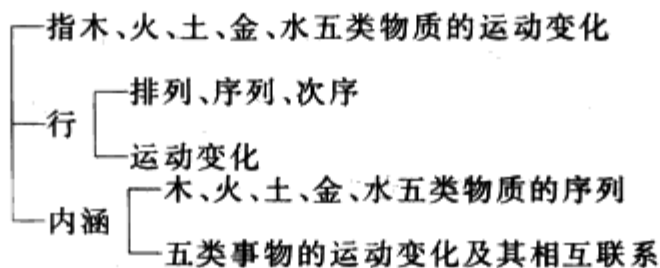 指木、火、土、金、水五类物质的运动变化
排列、序列、次序
行
运动变化
木、火、土、金、水五类物质的序列
内涵
五类事物的运动变化及其相互联系